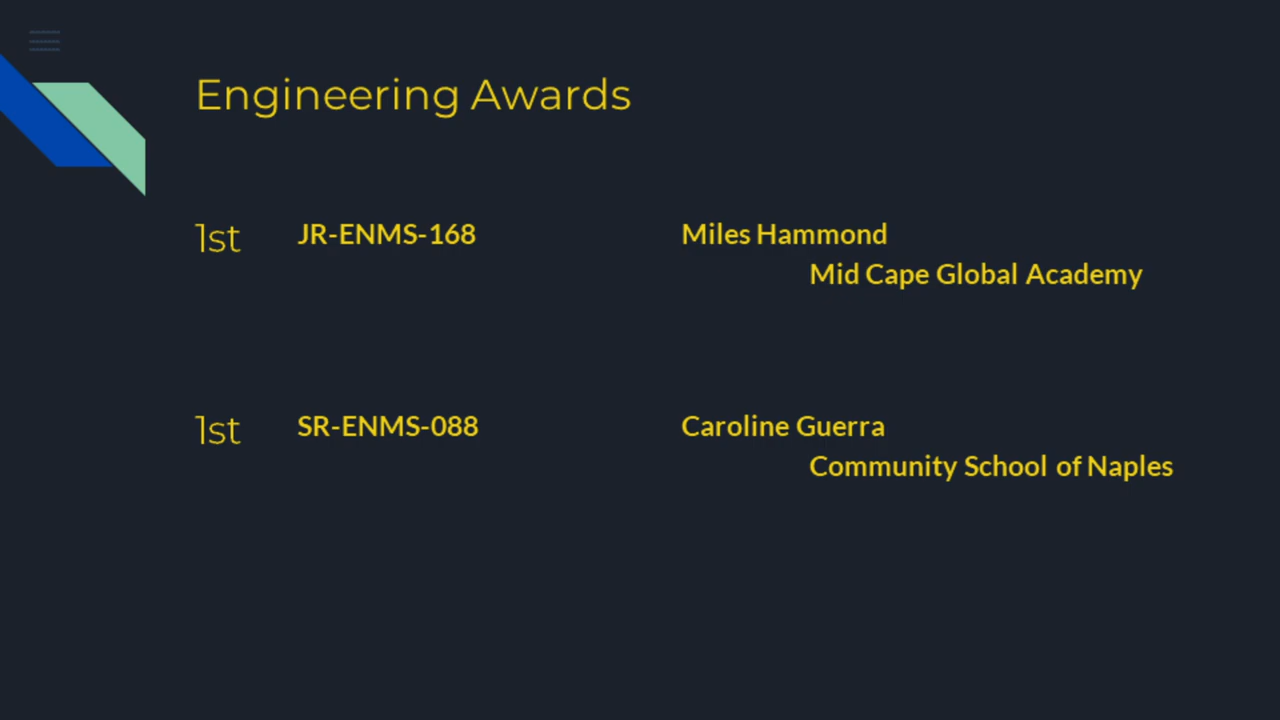 Engineering Awards
1st JR-ENMS-168 Miles Hammond
Mid Cape Global Academy
1st SR-ENMS-088 Caroline Guerra
Community School of Naples